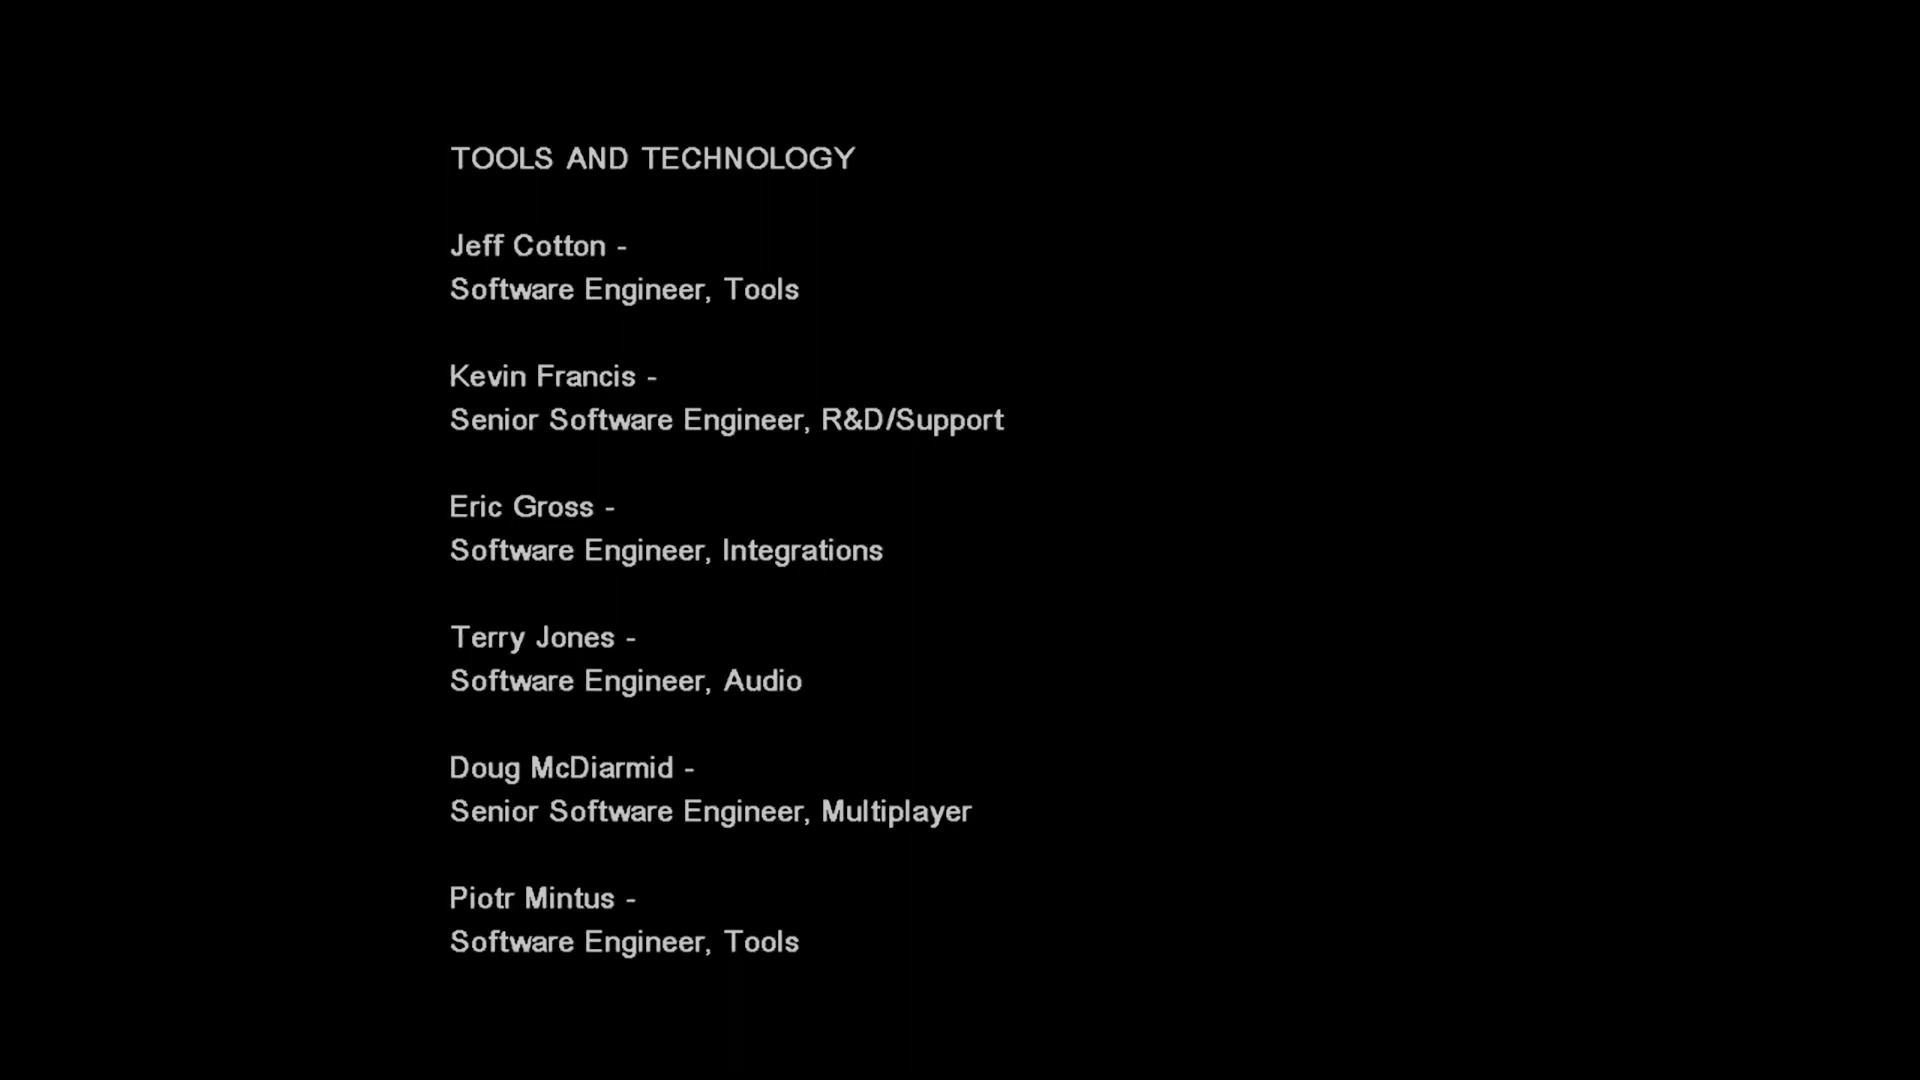 TOOLS AND TECHNOLOGY
Jeff Cotton -
Software Engineer, Tools
Kevin Francis -
Senior Software Engineer, R&D/Support
Eric Gross -
Software Engineer, Integrations
Terry Jones -
Software Engineer, Audio
Doug McDiarmid -
Senior Software Engineer, Multiplayer
Piotr Mintus -
Software Engineer, Tools